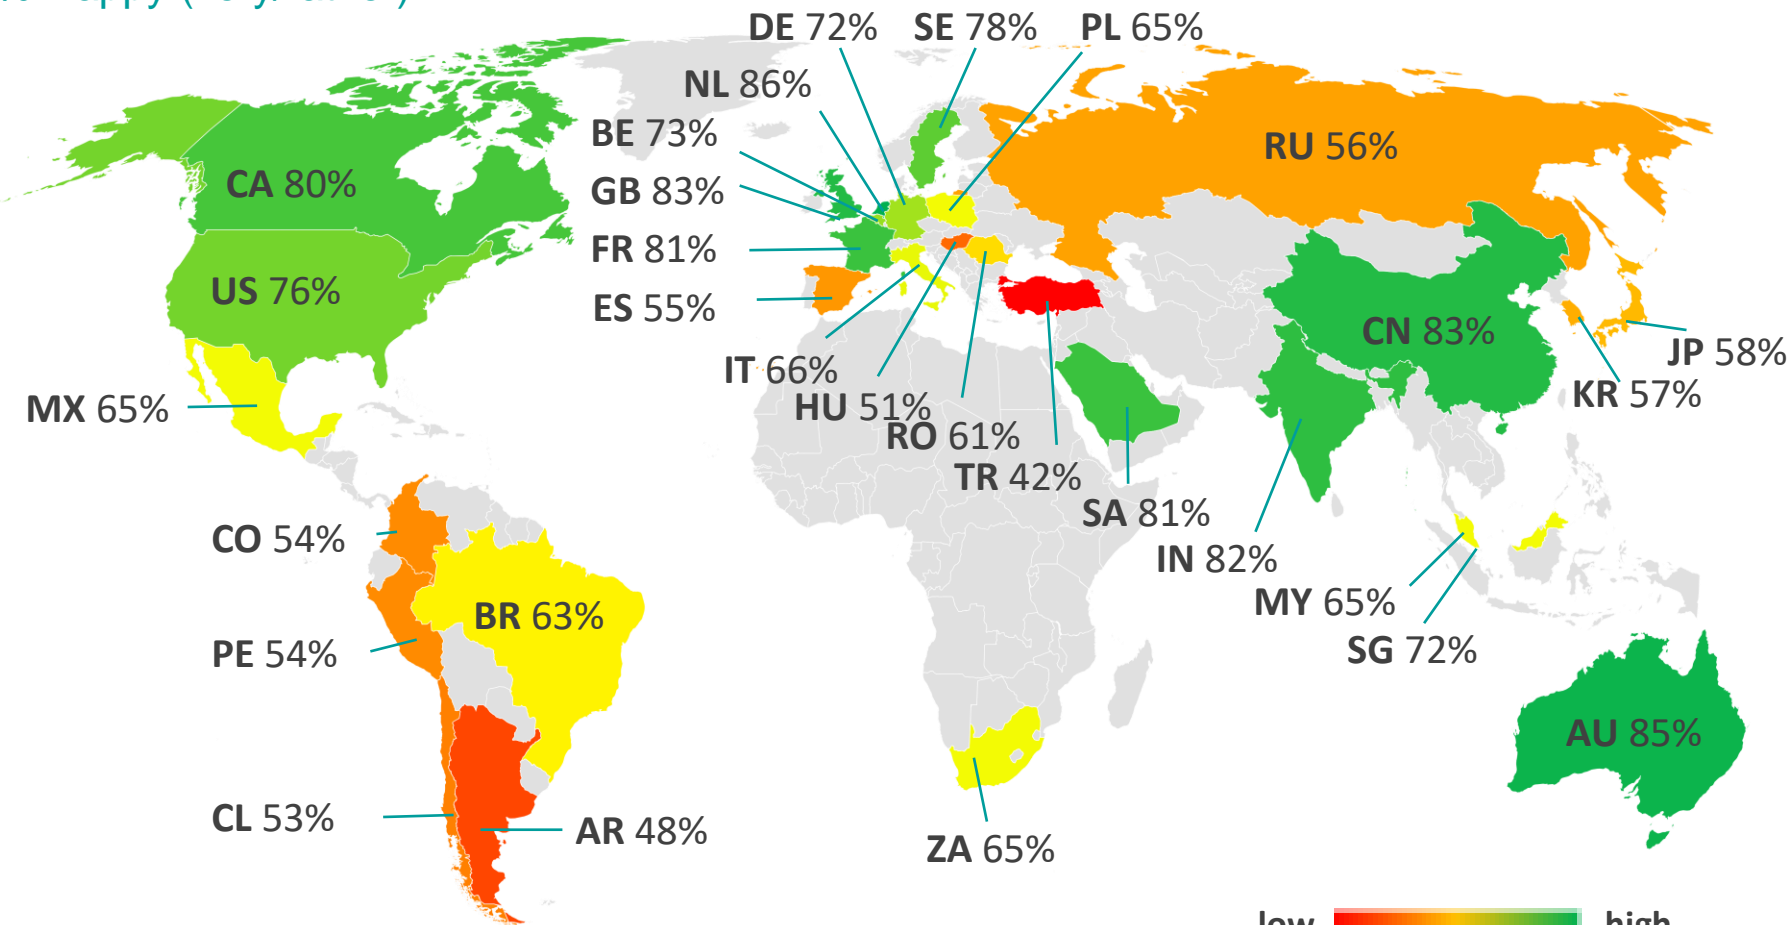 DE 72%
SE 78%
PL 65%
NL 86%
BE 73%
GB 83%
FR 81%
ES 55%
IT 66%
HU 51%
RO 61%
TR 42%
SA 81%
IN 82%
CA 80%
US 76%
MX 65%
RU 56%
CN 83%
JP 58%
KR 57%
CO 54%
PE 54%
BR 63%
CL 53%
AR 48%
ZA 65%
MY 65%
SG 72%
AU 85%
low
high